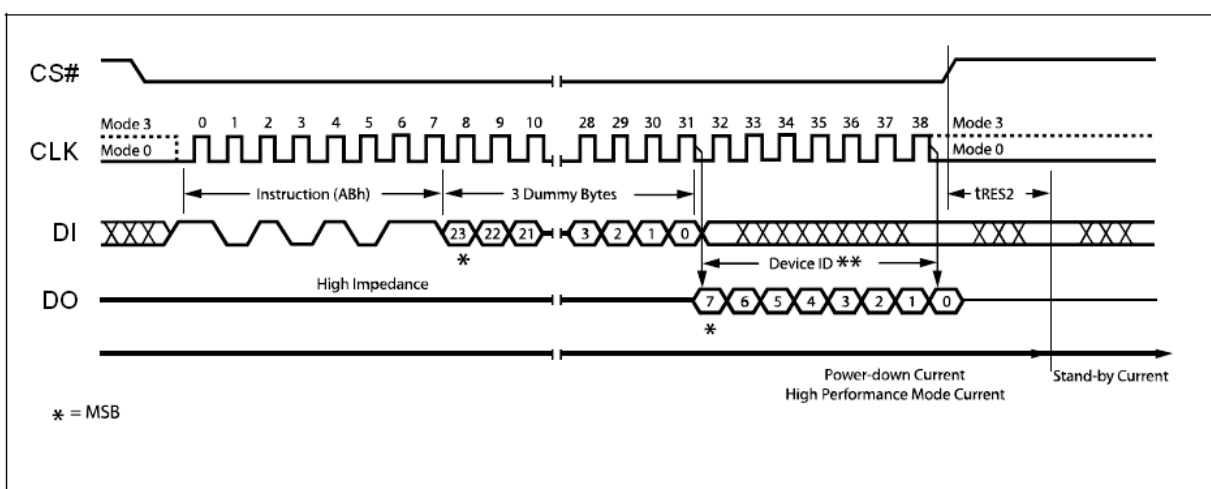 CS#
Mode 3 0 1 2 3 4 5 6 7 8 9 10 28 29 30 31 32 33 34 35 36 37 38 Mode 3
CLK Mode 0 Mode 0
Instruction (ABh) 3 Dummy Bytes tRES2
DI 23 22 21 3 2 1 0
* Device ID **
High Impedance
DO 7 6 5 4 3 2 1 0
*
Power-down Current Stand-by Current
High Performance Mode Current
* = MSB